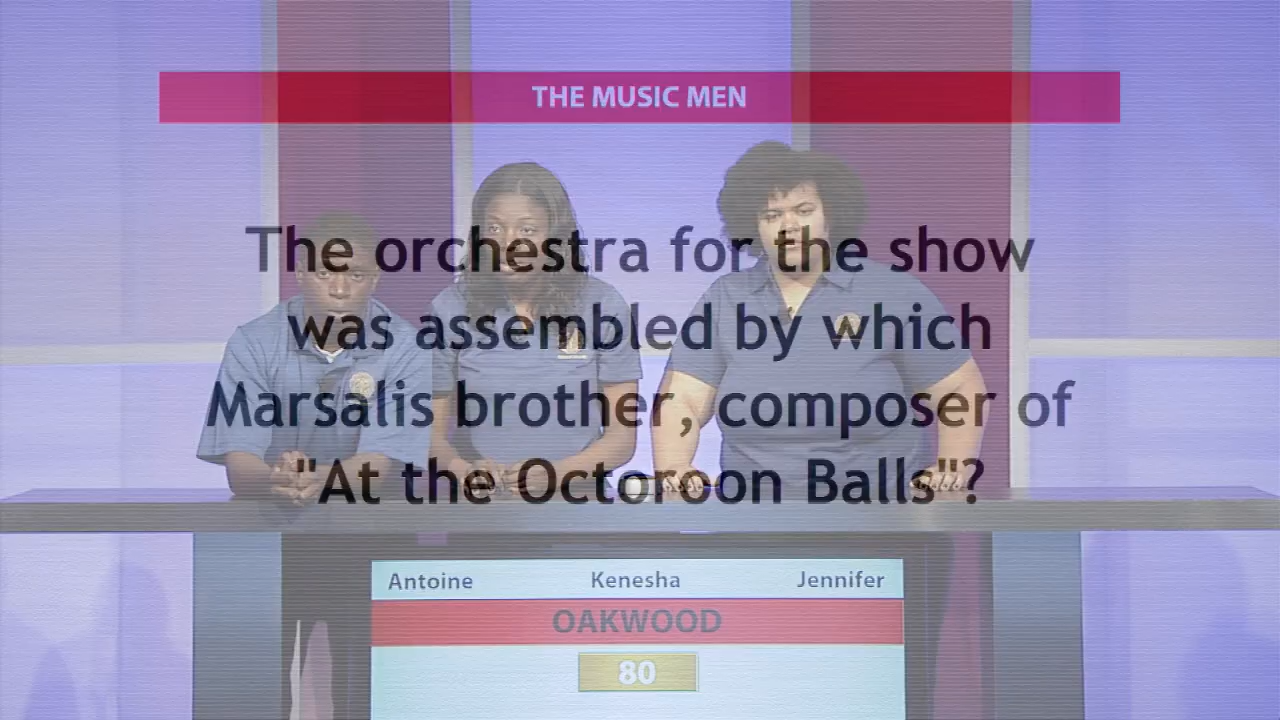 THE MUSIC MEN
The orchestra for the show
was assembled by which
Marsalis brother, composer of
"At the Octoroon Balls"?
Antoine Kenesha Jennifer
OAKWOOD
80